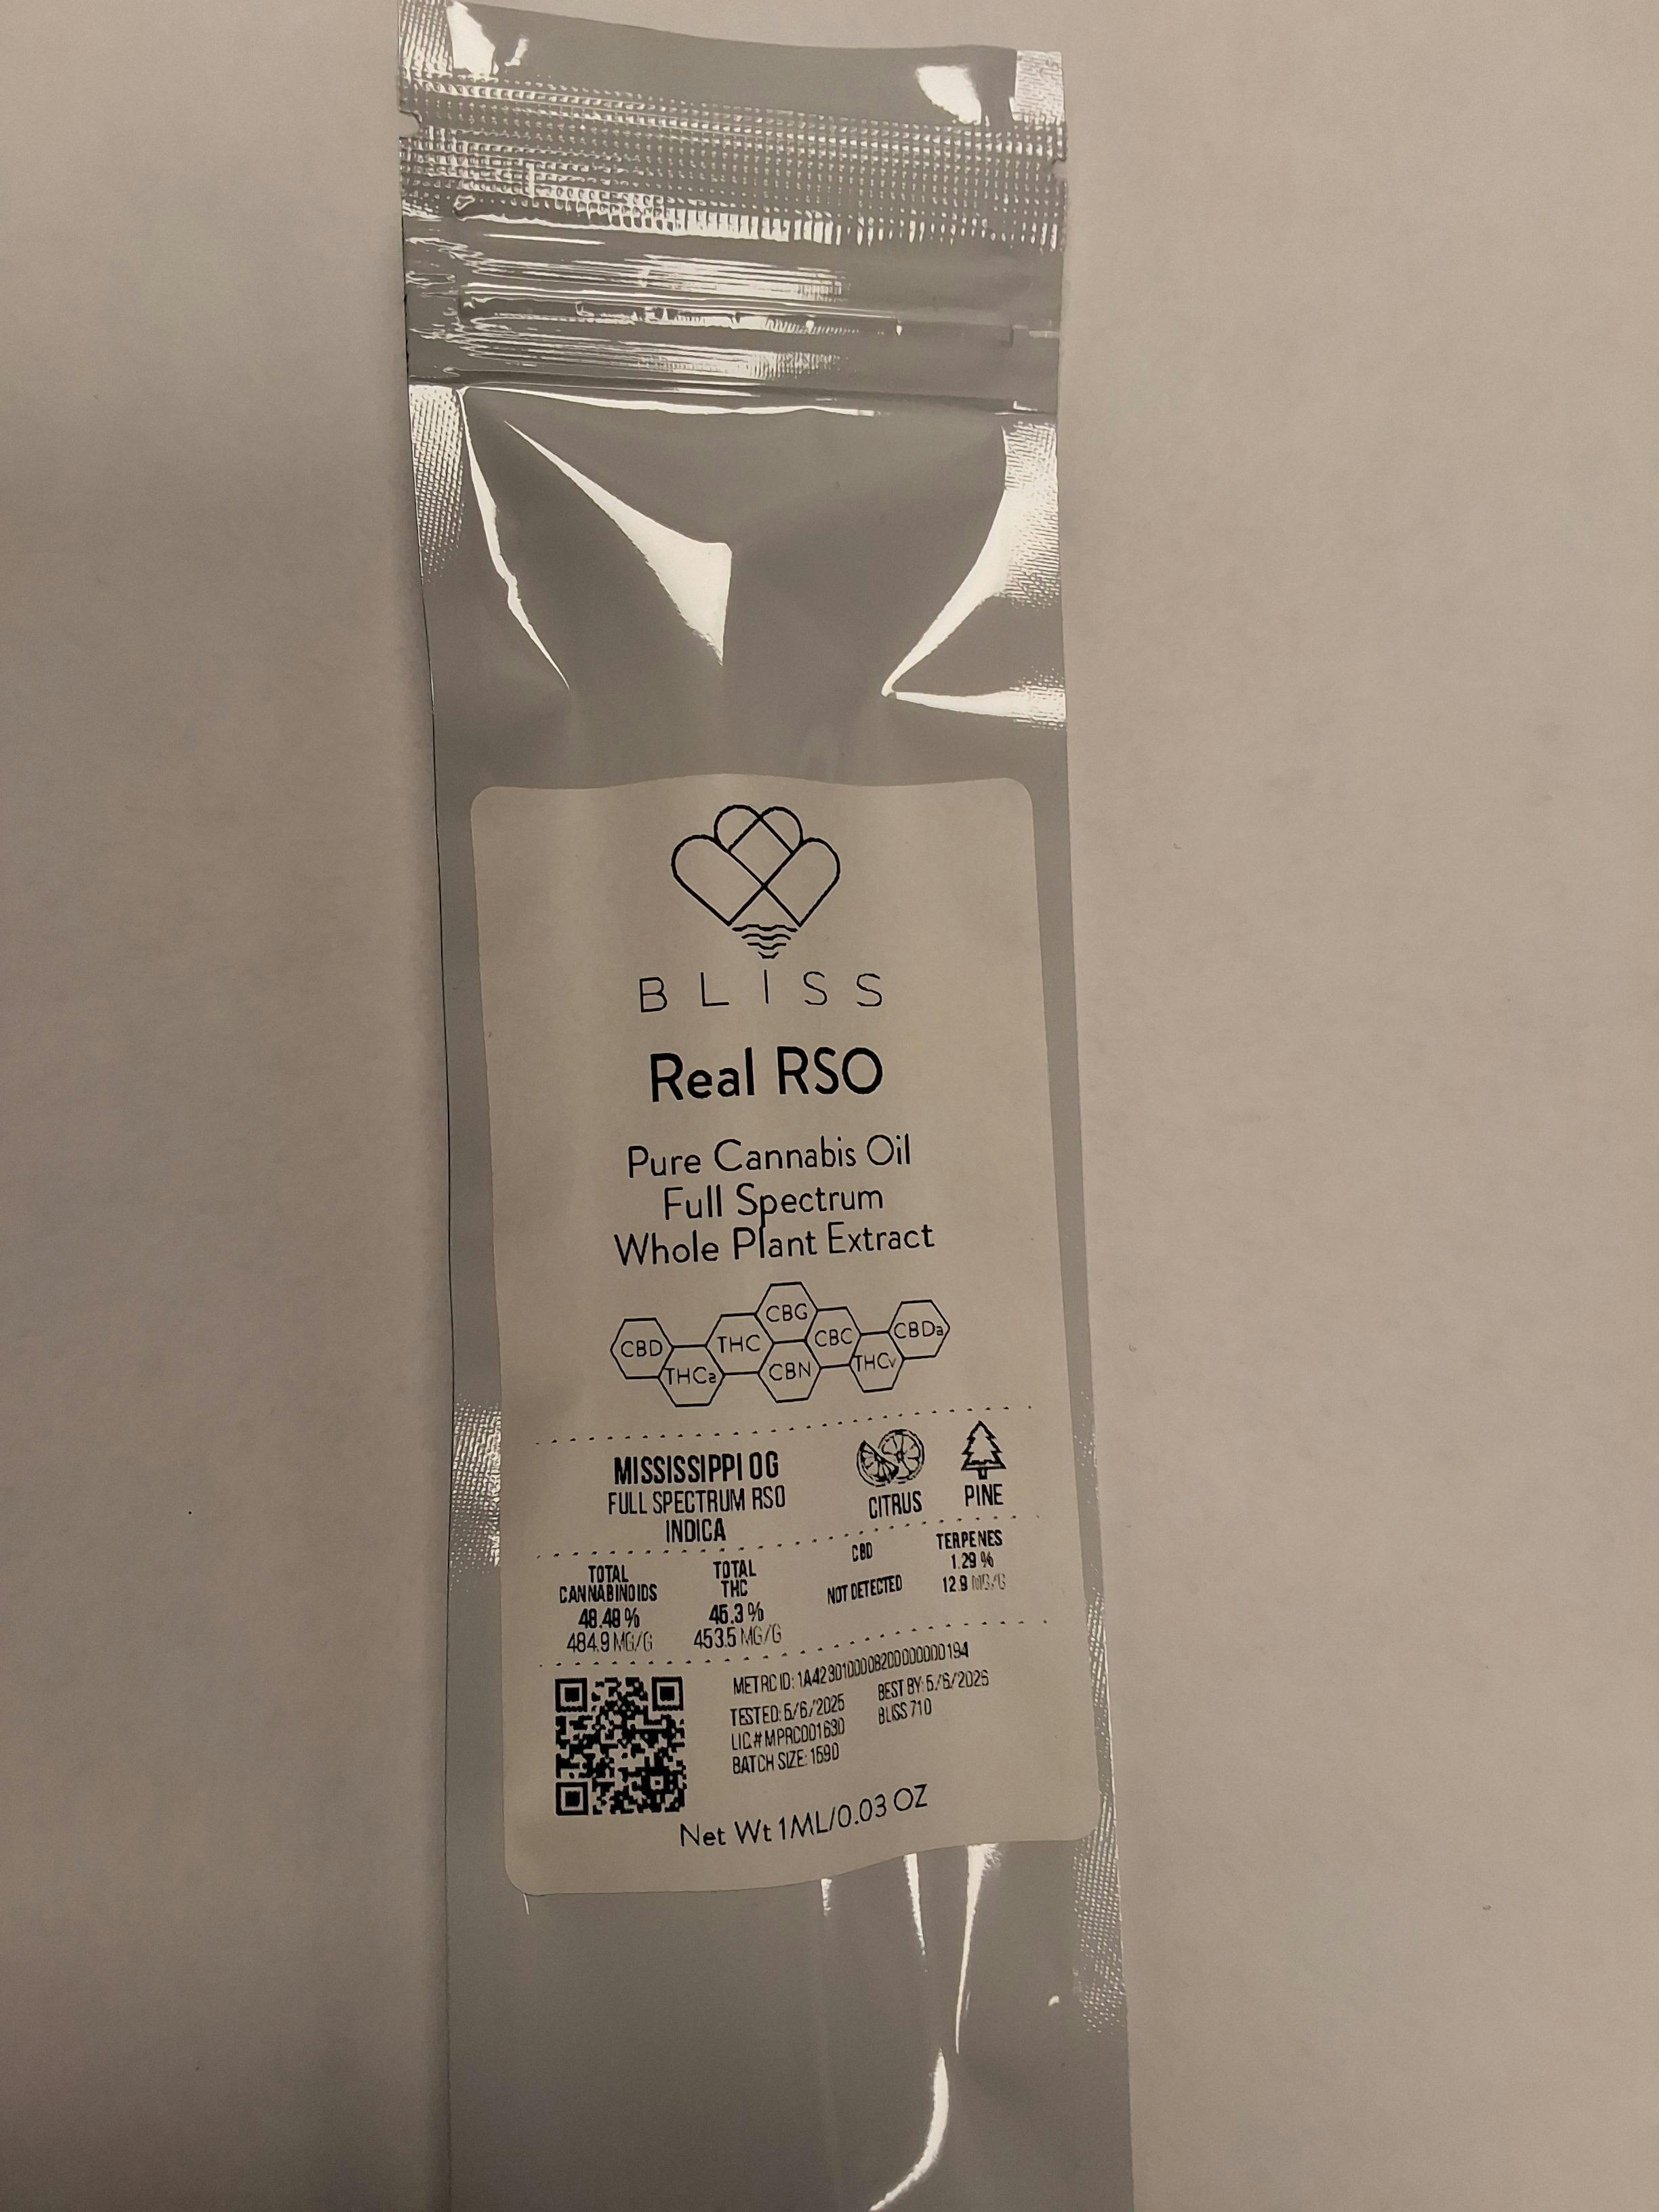 BLISS
Real RSO
Pure Cannabis Oil
Full Spectrum
Whole Plant Extract
CBG
CBD THC CBC CBDa
THCa CBN THCv
MISSISSIPPI OG
FULL SPECTRUM RSO
INDICA
CITRUS
PINE
TOTAL
CANNABINOIDS
48.49 %
484.9 MG/G
TOTAL
THC
45.3 %
453.5 MG/G
CBD
NOT DETECTED
TERPENES
1.29 %
12.9 MG/G
METRC ID: 1A4230100008200000000194
TESTED: 5/6/2025
BEST BY: 5/6/2026
LIC.# MPRC001630
BLISS 710
BATCH SIZE: 1590
Net Wt 1ML/0.03 OZ